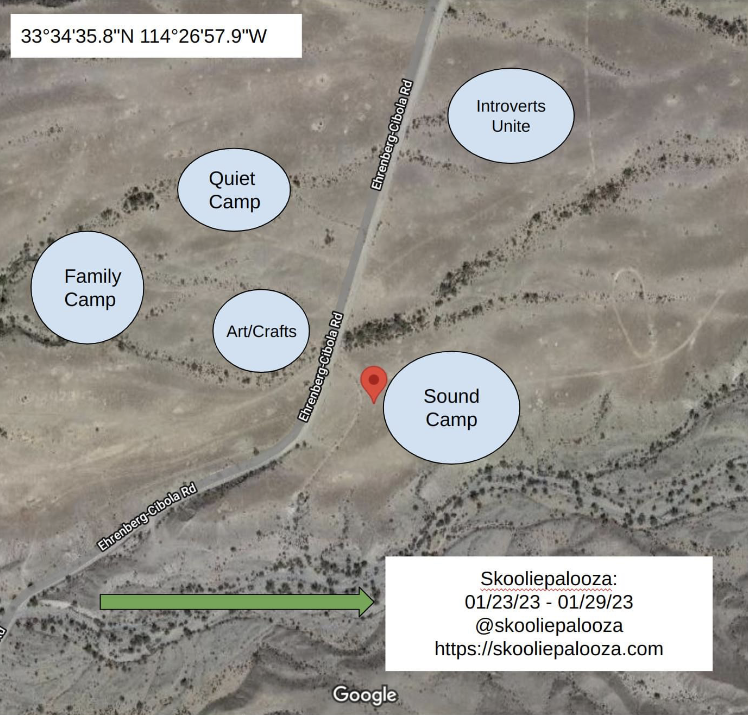 33°34'35.8"N 114°26'57.9"W
Introverts
Unite
Ehrenberg-Cibola Rd
Quiet
Camp
Family
Camp
Art/Crafts
Ehrenberg-Cibola Rd
Sound
Camp
Ehrenberg-Cibola Rd
Skooliepalooza:
01/23/23 - 01/29/23
@skooliepalooza
https://skooliepalooza.com
Google